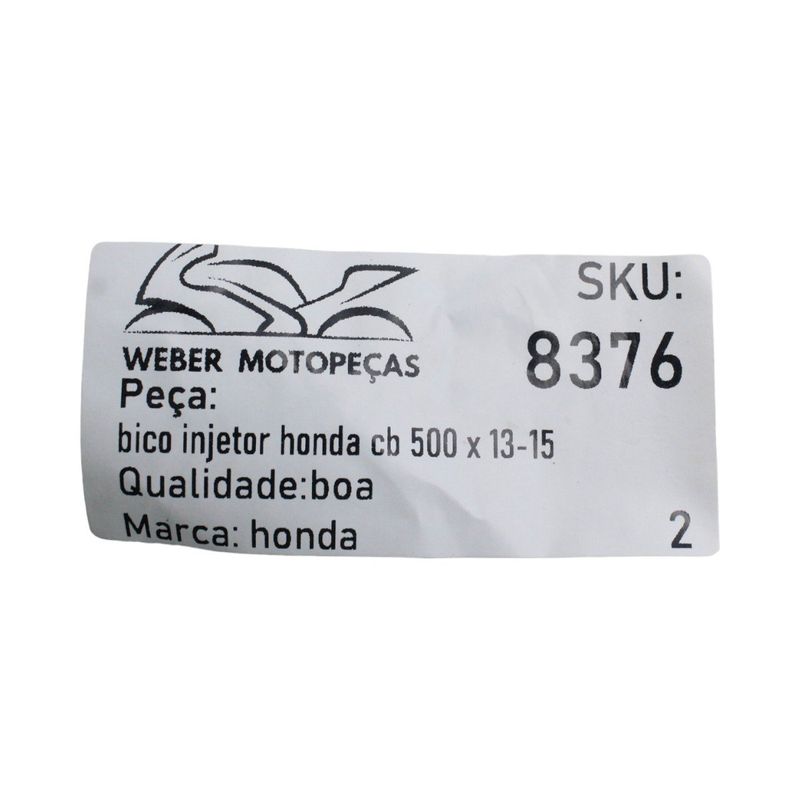 WEBER MOTOPEÇAS
SKU:
8376
Peça:
bico injetor honda cb 500 x 13-15
Qualidade:boa
Marca: honda
2